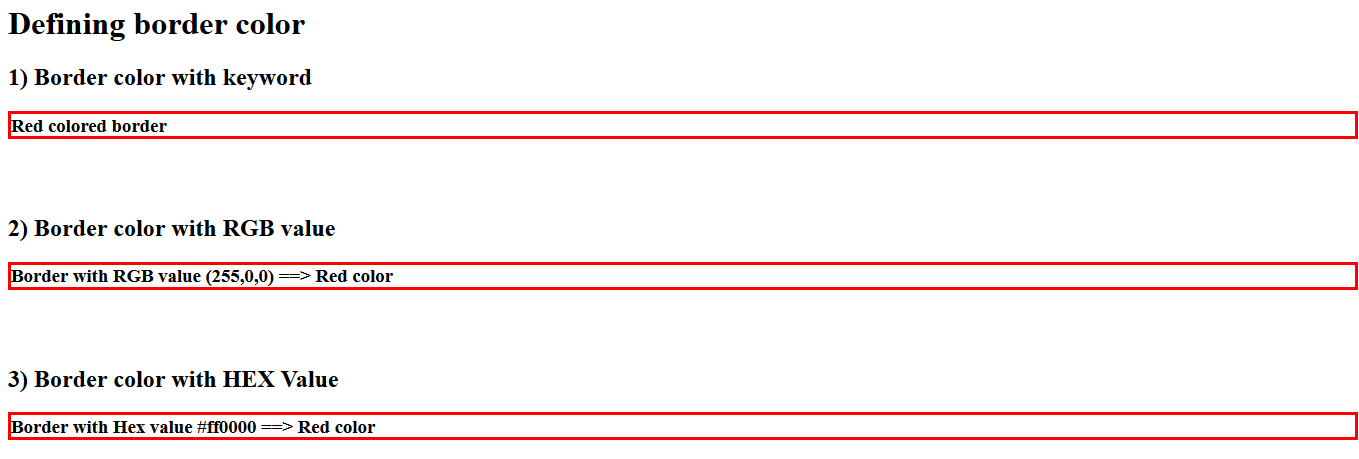 Defining border color
1) Border color with keyword
Red colored border
2) Border color with RGB value
Border with RGB value (255,0,0) ==> Red color
3) Border color with HEX Value
Border with Hex value #ff0000 ==> Red color